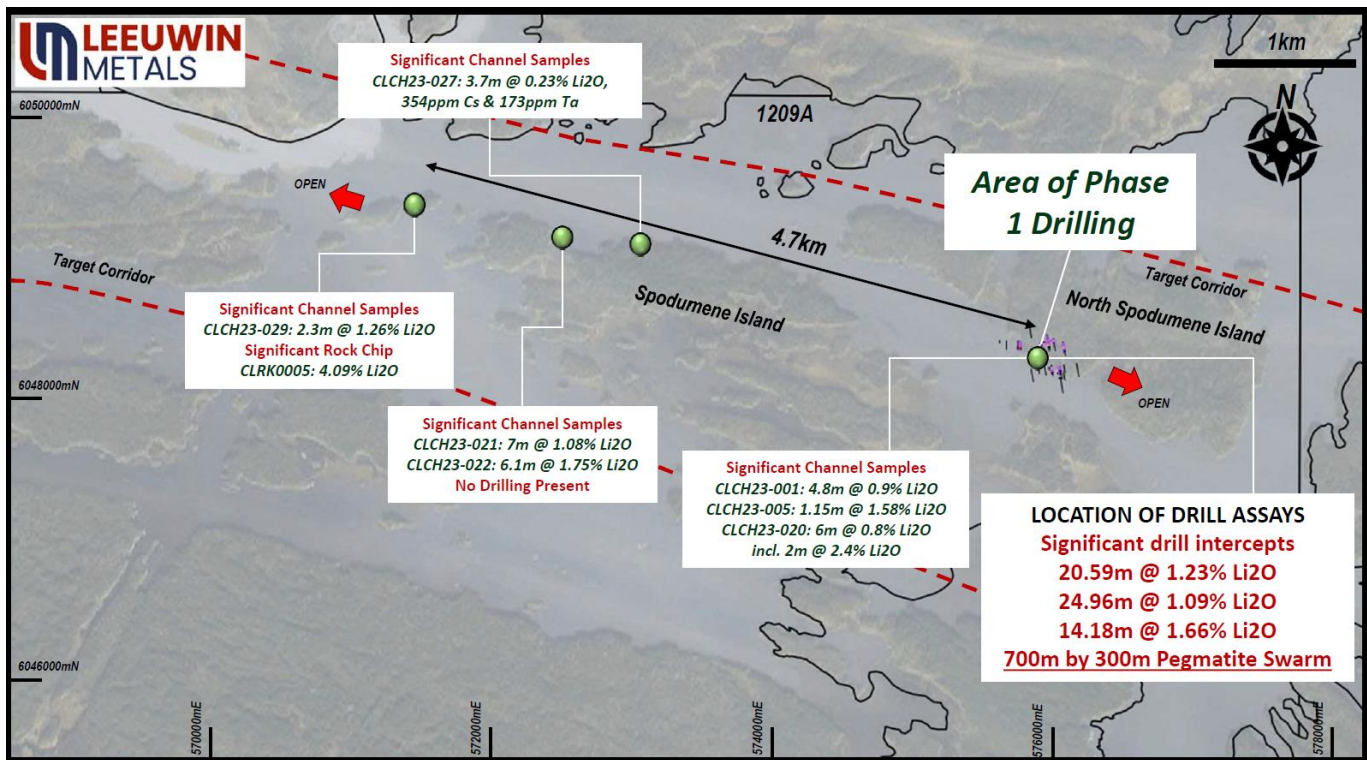 LEEUWIN
METALS
Significant Channel Samples
CLCH23-027: 3.7m @ 0.23% Li2O,
354ppm Cs & 173ppm Ta
1km
N
6050000mN
1209A
OPEN
Area of Phase
1 Drilling
4.7km
Target Corridor
Target Corridor
Spodumene Island
North Spodumene Island
Significant Channel Samples
CLCH23-029: 2.3m @ 1.26% Li2O
Significant Rock Chip
CLRK0005: 4.09% Li2O
6048000mN
OPEN
Significant Channel Samples
CLCH23-021: 7m @ 1.08% Li2O
CLCH23-022: 6.1m @ 1.75% Li2O
No Drilling Present
Significant Channel Samples
CLCH23-001: 4.8m @ 0.9% Li2O
CLCH23-005: 1.15m @ 1.58% Li2O
CLCH23-020: 6m @ 0.8% Li2O
incl. 2m @ 2.4% Li2O
LOCATION OF DRILL ASSAYS
Significant drill intercepts
20.59m @ 1.23% Li2O
24.96m @ 1.09% Li2O
14.18m @ 1.66% Li2O
700m by 300m Pegmatite Swarm
6046000mN
570000mE
572000mE
574000mE
576000mE
578000mE